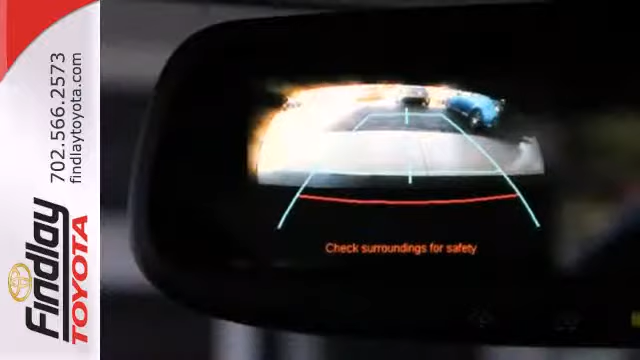 702.566.2573
findlaytoyota.com
Findlay
TOYOTA
Check surroundings for safety